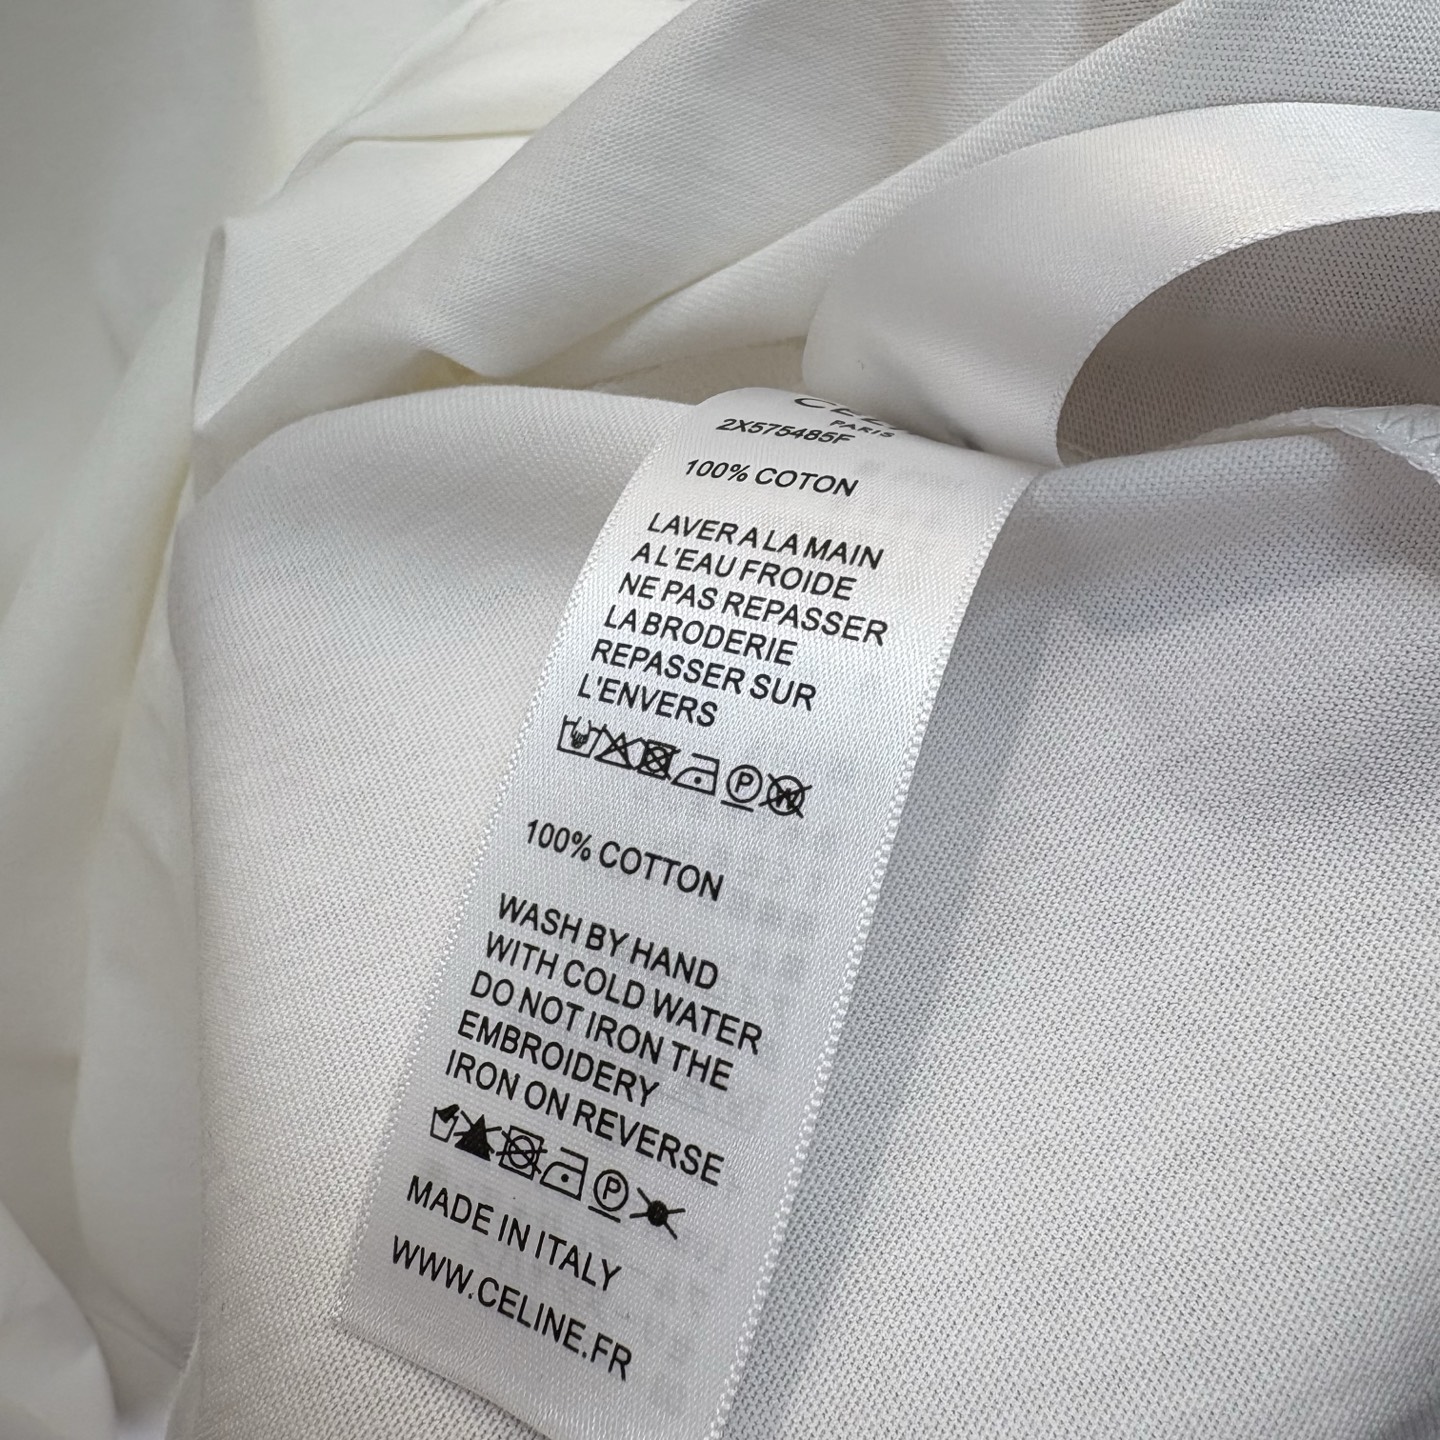 PARIS
2X575485F
100% COTON
LAVER A LA MAIN
A L'EAU FROIDE
NE PAS REPASSER
LA BRODERIE
REPASSER SUR
L'ENVERS
P W
100% COTTON
WASH BY HAND
WITH COLD WATER
DO NOT IRON THE
EMBROIDERY
IRON ON REVERSE
P
MADE IN ITALY
WWW.CELINE.FR